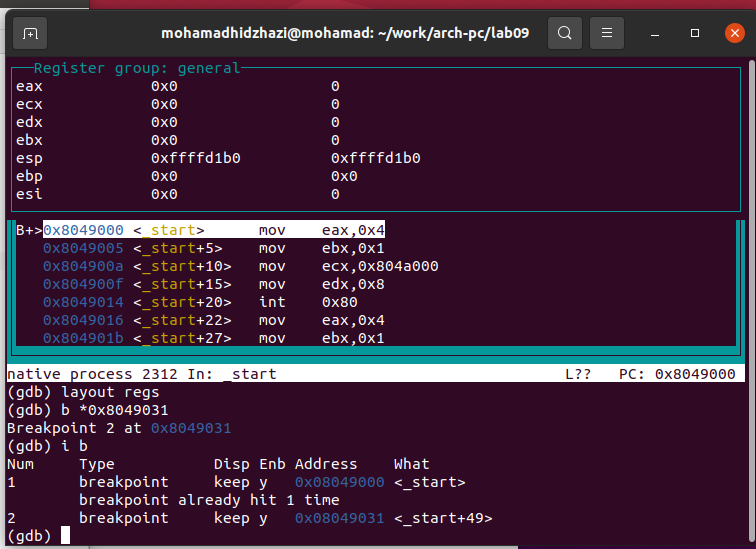 mohamadhidzhazi@mohamad: ~/work/arch-pc/lab09
Register group: general
eax 0x0 0
ecx 0x0 0
edx 0x0 0
ebx 0x0 0
esp 0xffffd1b0 0xffffd1b0
ebp 0x0 0x0
esi 0x0 0
B+>0x8049000 <_start> mov eax,0x4
0x8049005 <_start+5> mov ebx,0x1
0x804900a <_start+10> mov ecx,0x804a000
0x804900f <_start+15> mov edx,0x8
0x8049014 <_start+20> int 0x80
0x8049016 <_start+22> mov eax,0x4
0x804901b <_start+27> mov ebx,0x1
native process 2312 In: _start L?? PC: 0x8049000
(gdb) layout regs
(gdb) b *0x8049031
Breakpoint 2 at 0x8049031
(gdb) i b
Num Type Disp Enb Address What
1 breakpoint keep y 0x08049000 <_start>
breakpoint already hit 1 time
2 breakpoint keep y 0x08049031 <_start+49>
(gdb)